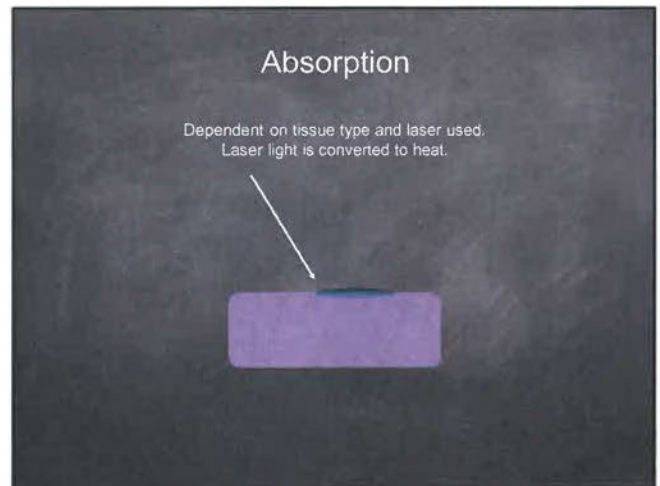 Absorption
Dependent on tissue type and laser used.
Laser light is converted to heat.